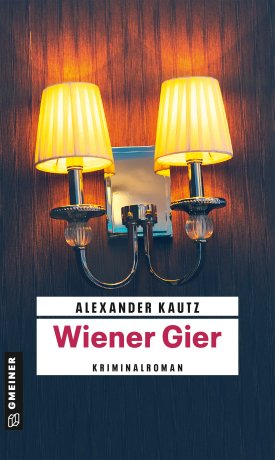 ALEXANDER KAUTZ
Wiener Gier
KRIMINALROMAN
GMEINER